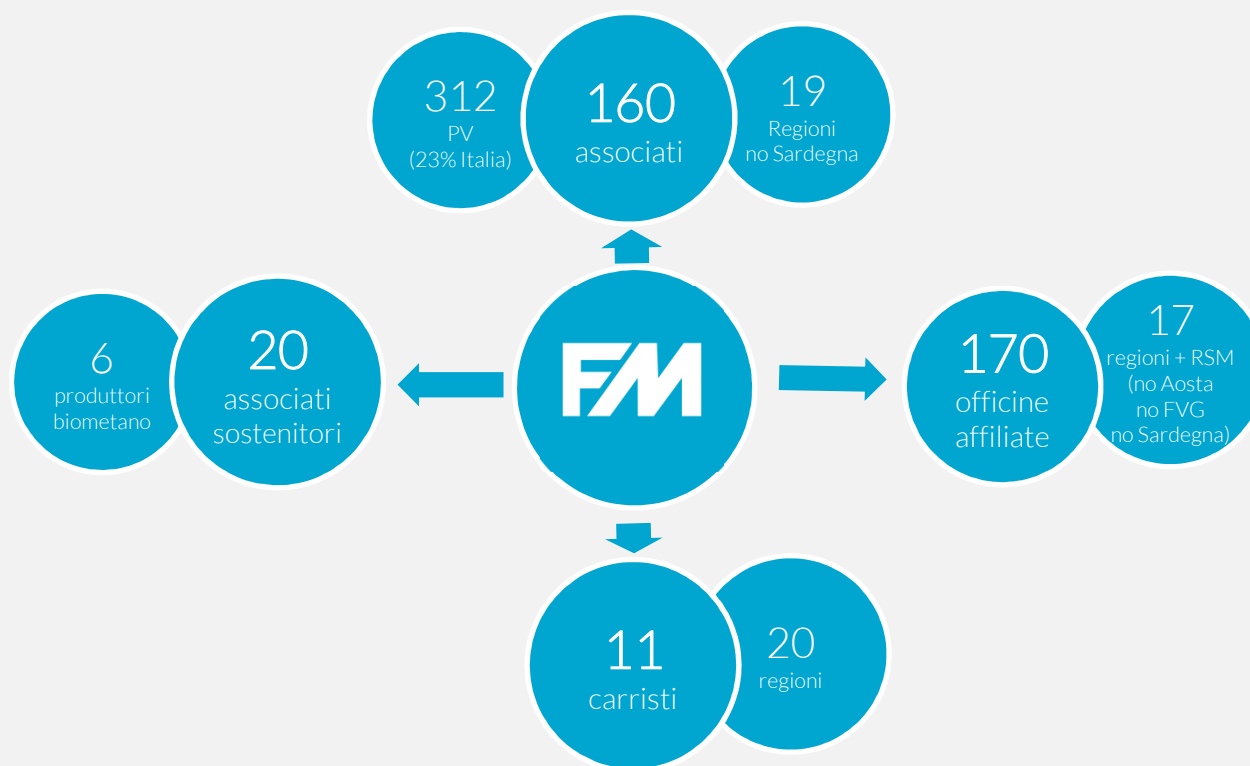 312
PV
(23% Italia)
160
associati
19
Regioni
no Sardegna
6
produttori
biometano
20
associati
sostenitori
FM
170
officine
affiliate
17
regioni + RSM
(no Aosta
no FVG
no Sardegna)
11
carristi
20
regioni